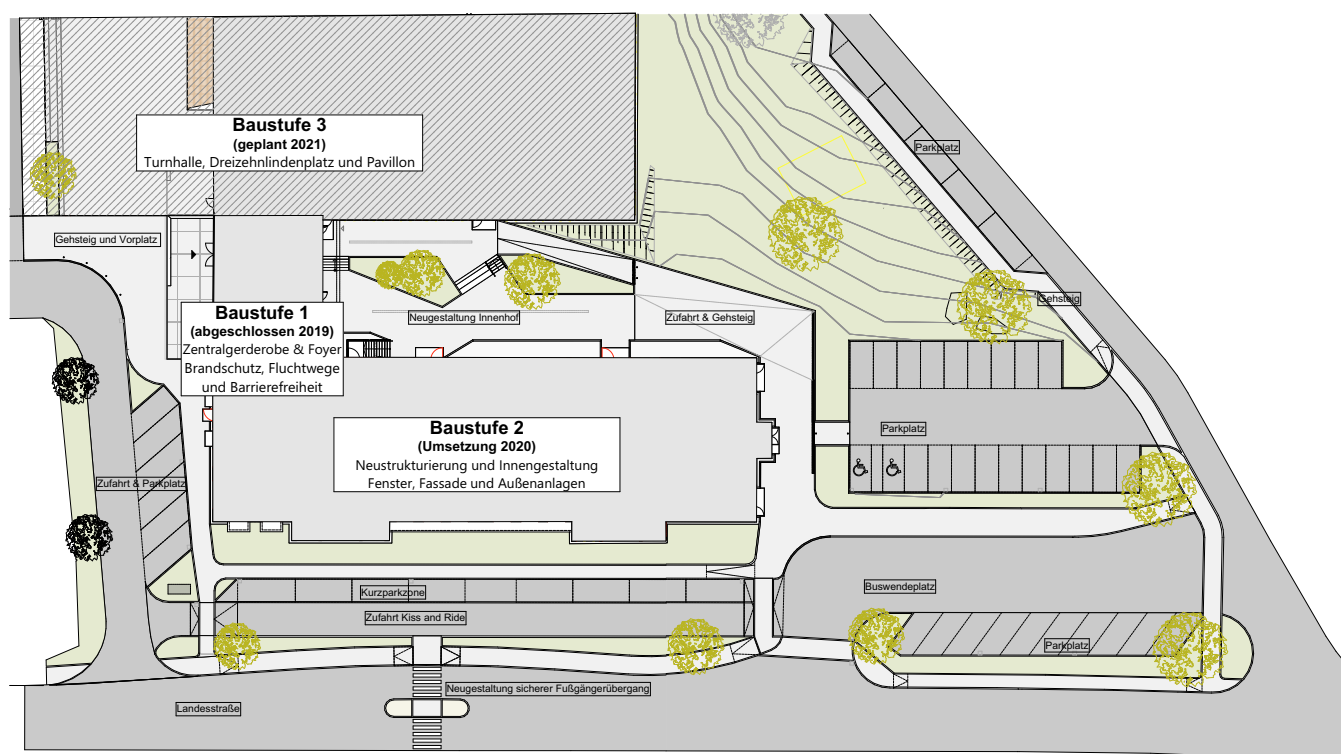 Baustufe 3
(geplant 2021)
Turnhalle, Dreizehnlindenplatz und Pavillon
Parkplatz
Gehsteig und Vorplatz
Gehsteig
Baustufe 1
(abgeschlossen 2019)
Zentralgerderobe & Foyer
Brandschutz, Fluchtwege
und Barrierefreiheit
Neugestaltung Innenhof
Zufahrt & Gehsteig
Baustufe 2
(Umsetzung 2020)
Neustrukturierung und Innengestaltung
Fenster, Fassade und Außenanlagen
Parkplatz
Zufahrt & Parkplatz
Kurzparkzone
Buswendeplatz
Zufahrt Kiss and Ride
Parkplatz
Neugestaltung sicherer Fußgängerübergang
Landesstraße